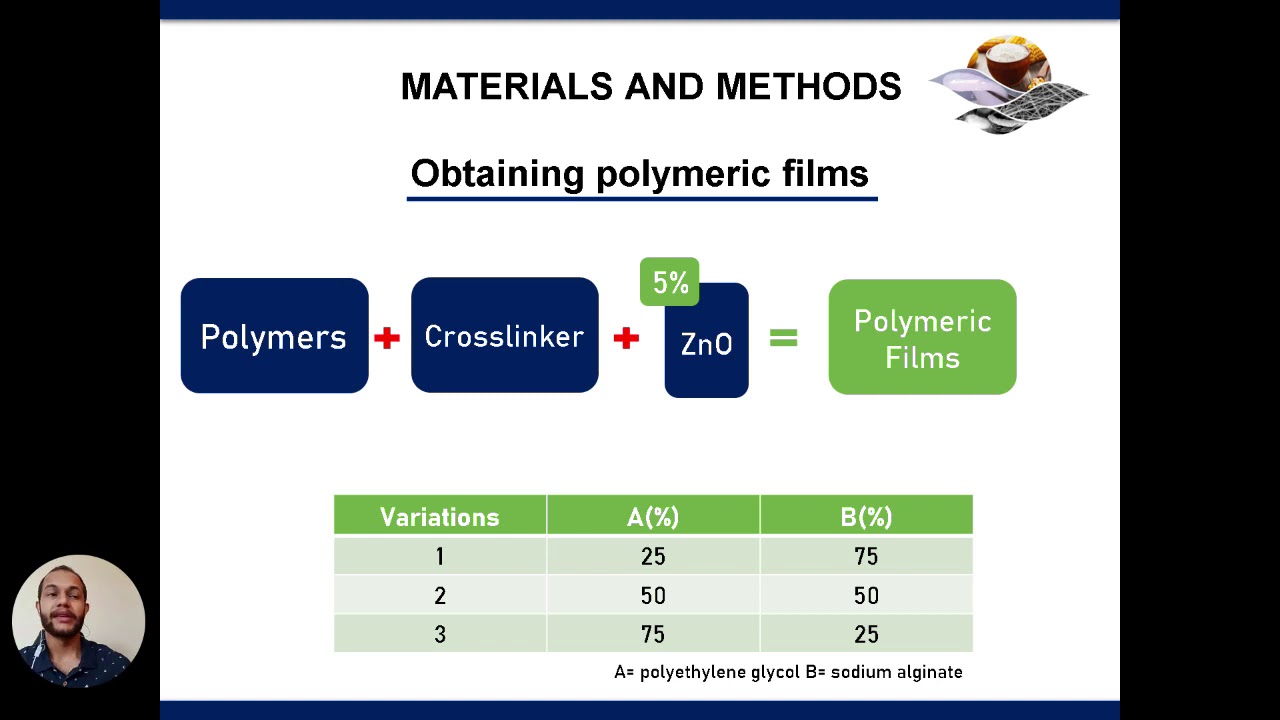 MATERIALS AND METHODS
Obtaining polymeric films
Polymers + Crosslinker + 5% ZnO = Polymeric Films
Variations A(%) B(%)
1 25 75
2 50 50
3 75 25
A= polyethylene glycol B= sodium alginate